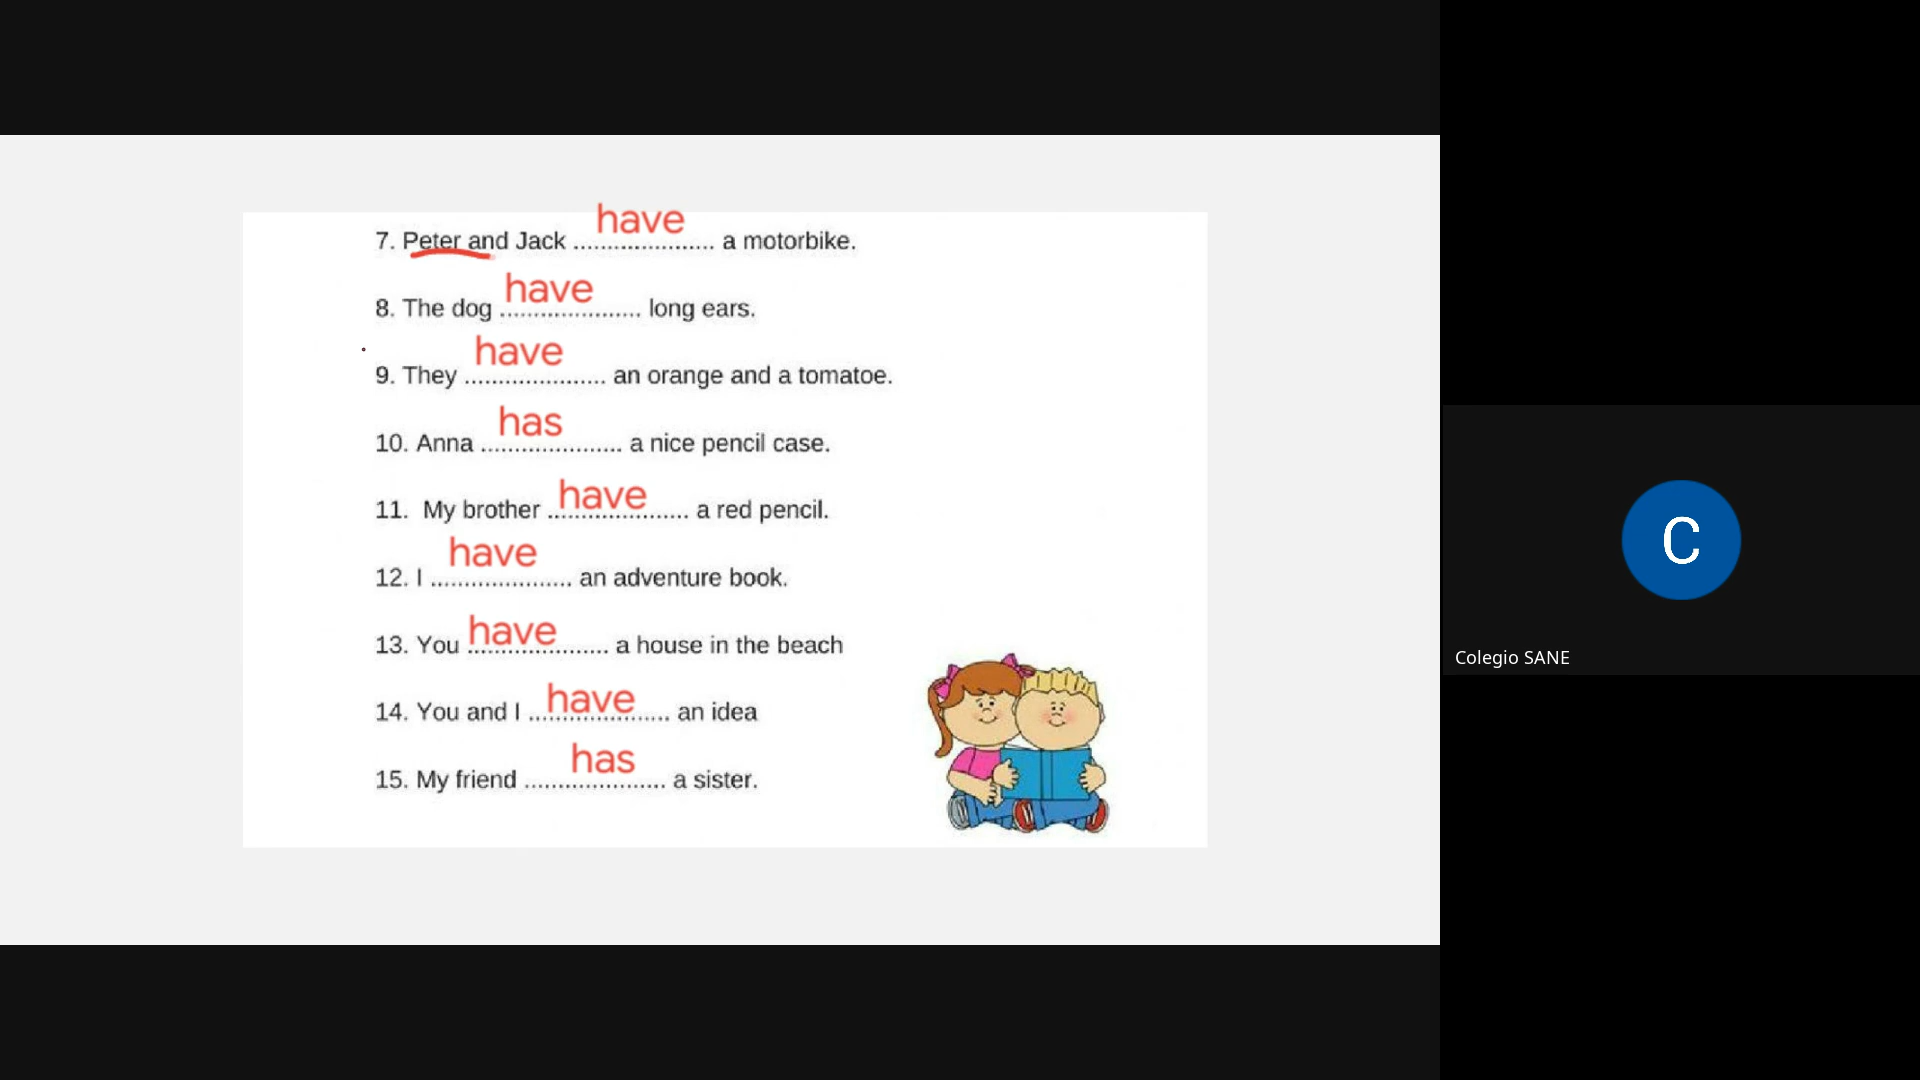 7. Peter and Jack ..................... have a motorbike.
8. The dog ..................... have long ears.
9. They ..................... have an orange and a tomatoe.
10. Anna ..................... has a nice pencil case.
11. My brother ..................... have a red pencil.
12. I ..................... have an adventure book.
13. You ..................... have a house in the beach
14. You and I ..................... have an idea
15. My friend ..................... has a sister.
C
Colegio SANE